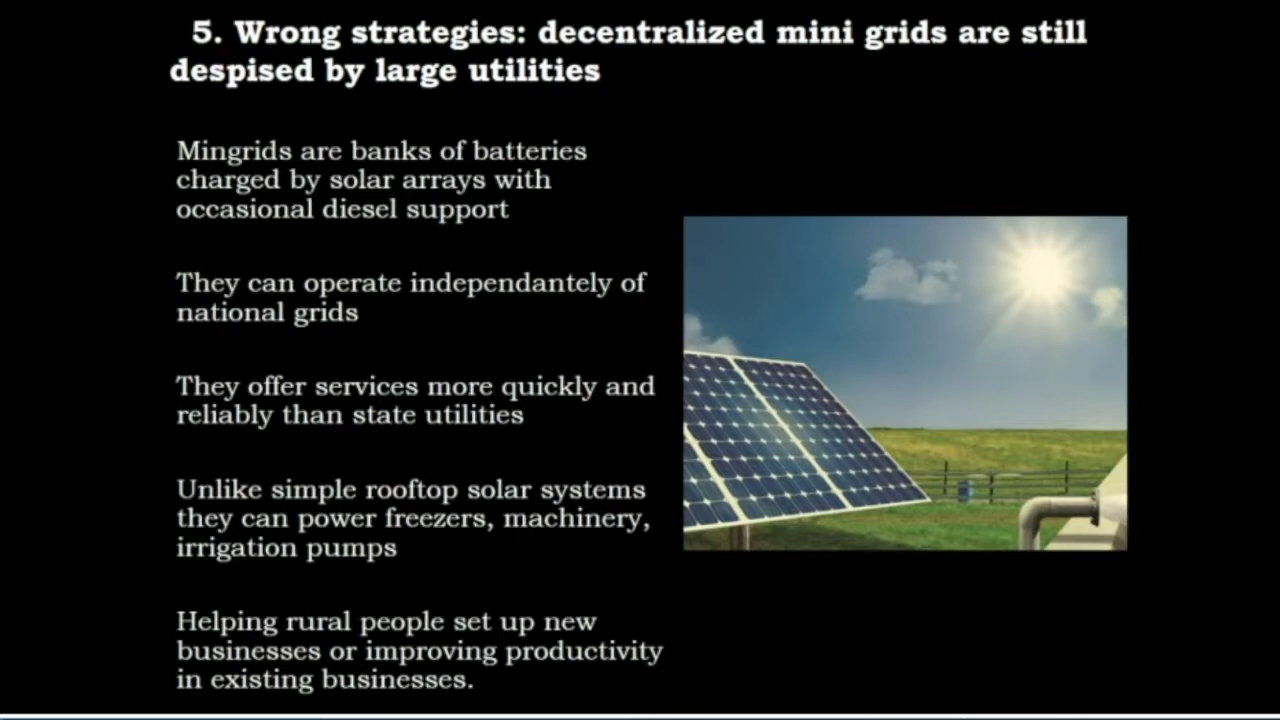 5. Wrong strategies: decentralized mini grids are still
despised by large utilities
Mingrids are banks of batteries
charged by solar arrays with
occasional diesel support
They can operate independantely of
national grids
They offer services more quickly and
reliably than state utilities
Unlike simple rooftop solar systems
they can power freezers, machinery,
irrigation pumps
Helping rural people set up new
businesses or improving productivity
in existing businesses.